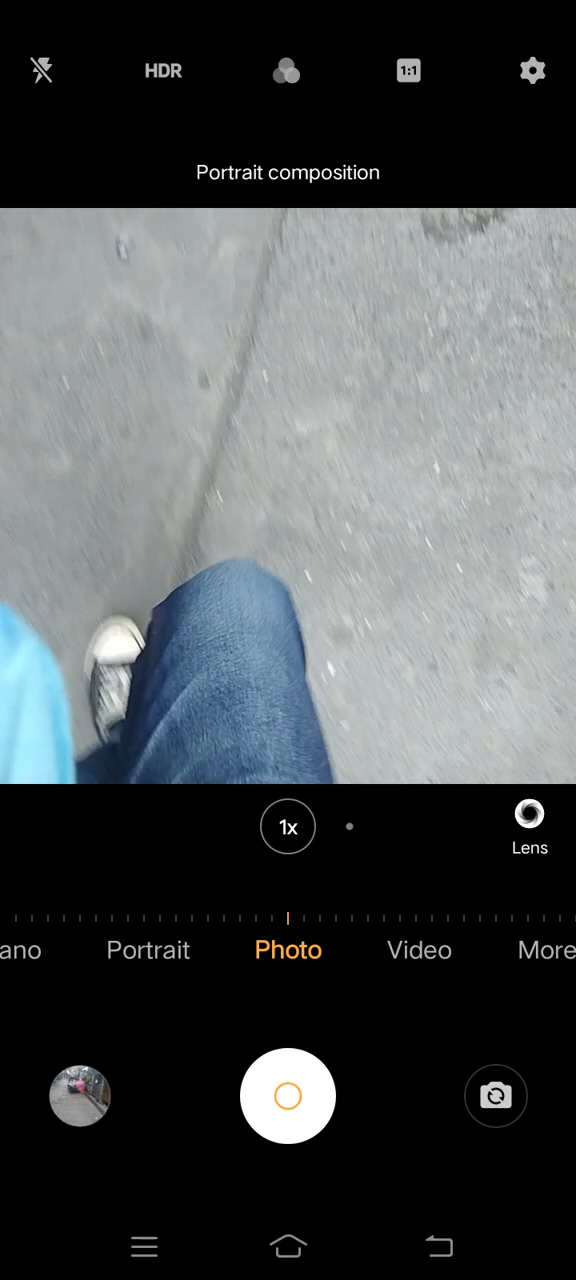 HDR
1:1
Portrait composition
1x
Lens
ano
Portrait
Photo
Video
More